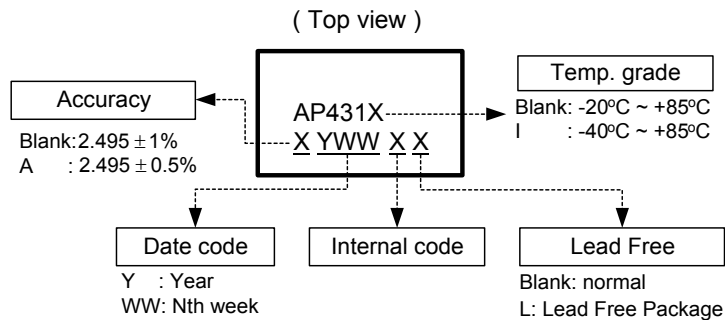 ( Top view )
Accuracy
Blank:2.495 ± 1%
A : 2.495 ± 0.5%
AP431X
X YWW X X
Temp. grade
Blank: -20ºC ~ +85ºC
I : -40ºC ~ +85ºC
Date code
Y : Year
WW: Nth week
Internal code
Lead Free
Blank: normal
L: Lead Free Package